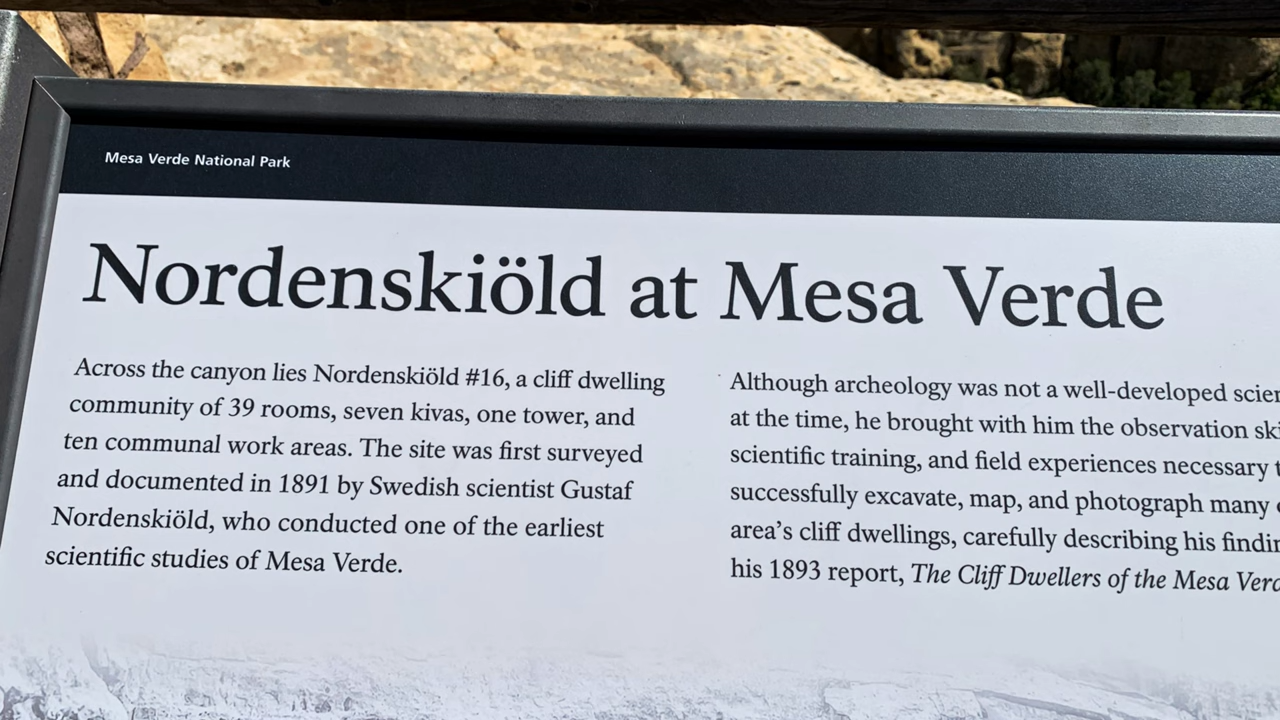 Mesa Verde National Park
Nordenskiöld at Mesa Verde
Across the canyon lies Nordenskiöld #16, a cliff dwelling
community of 39 rooms, seven kivas, one tower, and
ten communal work areas. The site was first surveyed
and documented in 1891 by Swedish scientist Gustaf
Nordenskiöld, who conducted one of the earliest
scientific studies of Mesa Verde.
Although archeology was not a well-developed
at the time, he brought with him the observation
scientific training, and field experiences necessary
successfully excavate, map, and photograph many
area's cliff dwellings, carefully describing his
his 1893 report, The Cliff Dwellers of the Mesa